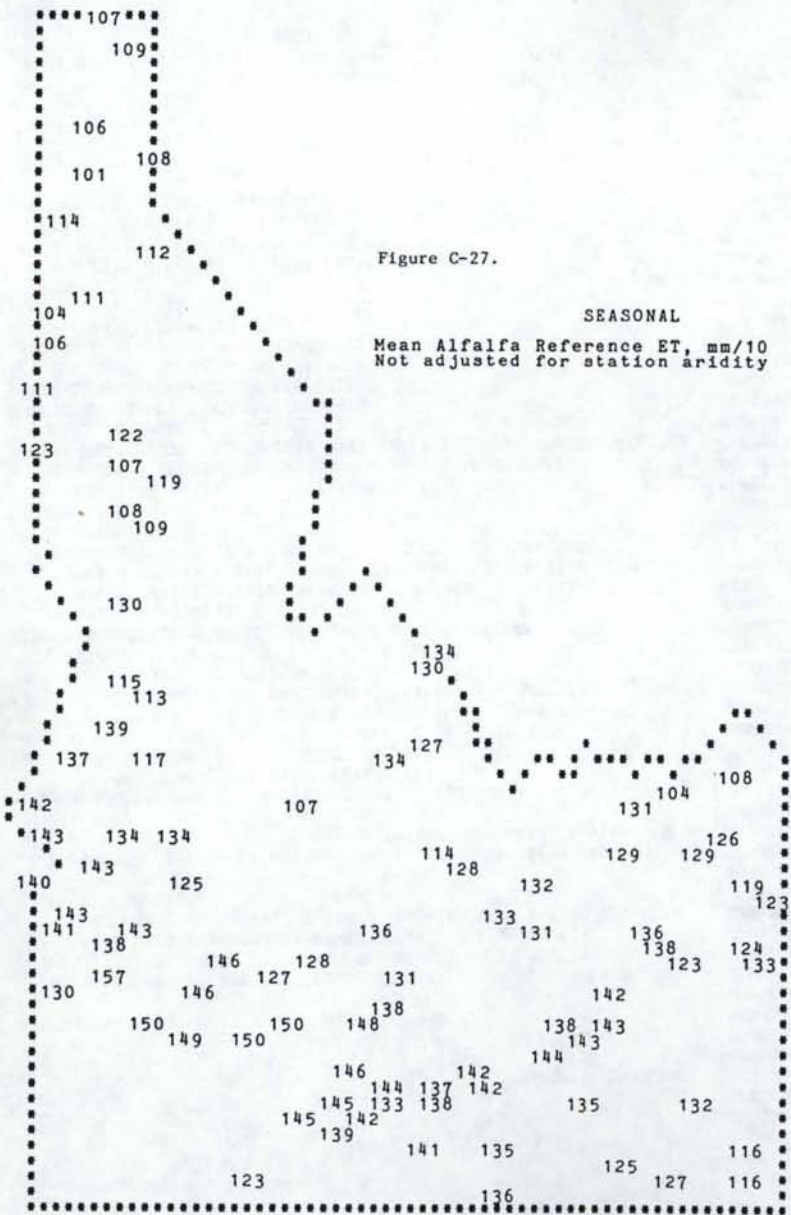 107
109
106
108
101
114
112
Figure C-27.
111
SEASONAL
104
106
Mean Alfalfa Reference ET, mm/10
Not adjusted for station aridity
111
122
123
107
119
108
109
130
134
130
115
113
139
127
137 117 134
108
104
142 107 131
143 134 134 126
114 129 129
143 128
140 125 132 119
123
143 133
141 143 136 131 136
138 138 124
146 128 123 133
157 127 131
130 146 142
138
150 150 148 138 143
149 150 143
144
146 142
144 137 142
145 133 138 135 132
145 142
139
141 135 116
125
123 127 116
136